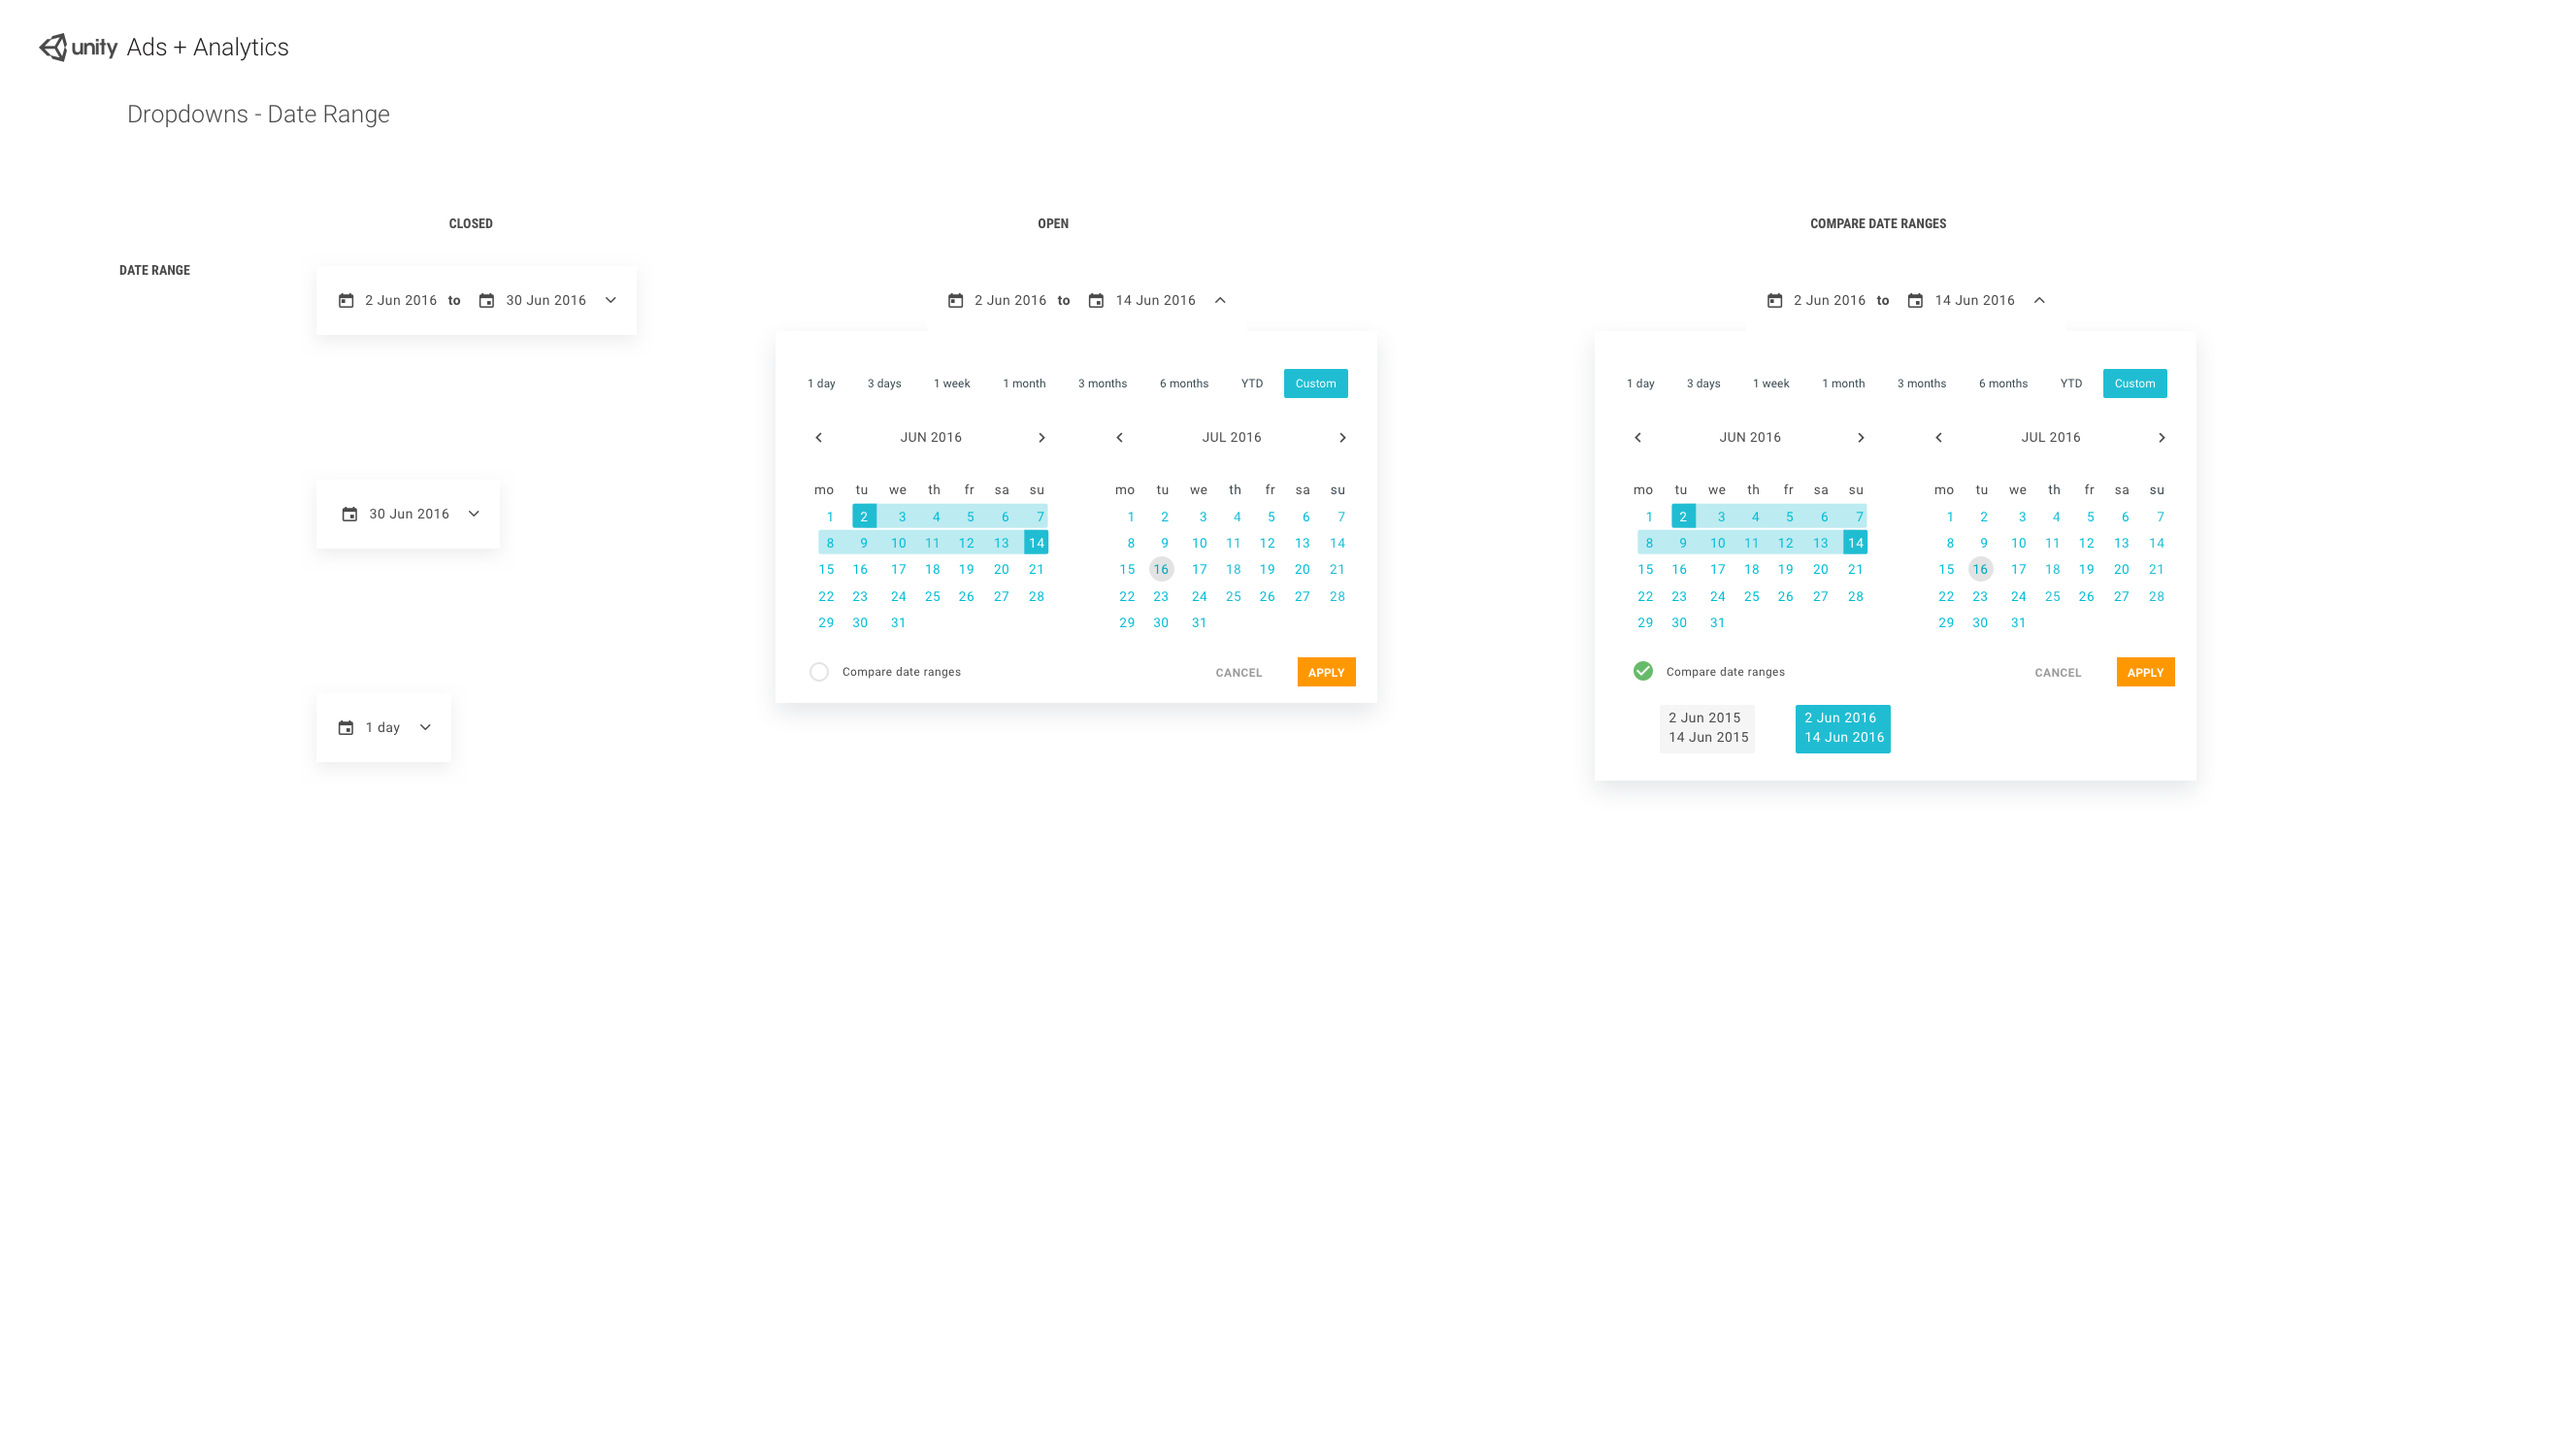 unity Ads + Analytics
Dropdowns - Date Range
CLOSED
OPEN
COMPARE DATE RANGES
DATE RANGE
2 Jun 2016 to 30 Jun 2016
30 Jun 2016
1 day
2 Jun 2016 to 14 Jun 2016
1 day 3 days 1 week 1 month 3 months 6 months YTD Custom
JUN 2016
mo tu we th fr sa su
1 2 3 4 5 6 7
8 9 10 11 12 13 14
15 16 17 18 19 20 21
22 23 24 25 26 27 28
29 30 31
JUL 2016
mo tu we th fr sa su
1 2 3 4 5 6 7
8 9 10 11 12 13 14
15 16 17 18 19 20 21
22 23 24 25 26 27 28
29 30 31
Compare date ranges CANCEL APPLY
2 Jun 2016 to 14 Jun 2016
1 day 3 days 1 week 1 month 3 months 6 months YTD Custom
JUN 2016
mo tu we th fr sa su
1 2 3 4 5 6 7
8 9 10 11 12 13 14
15 16 17 18 19 20 21
22 23 24 25 26 27 28
29 30 31
JUL 2016
mo tu we th fr sa su
1 2 3 4 5 6 7
8 9 10 11 12 13 14
15 16 17 18 19 20 21
22 23 24 25 26 27 28
29 30 31
Compare date ranges CANCEL APPLY
2 Jun 2015
14 Jun 2015
2 Jun 2016
14 Jun 2016